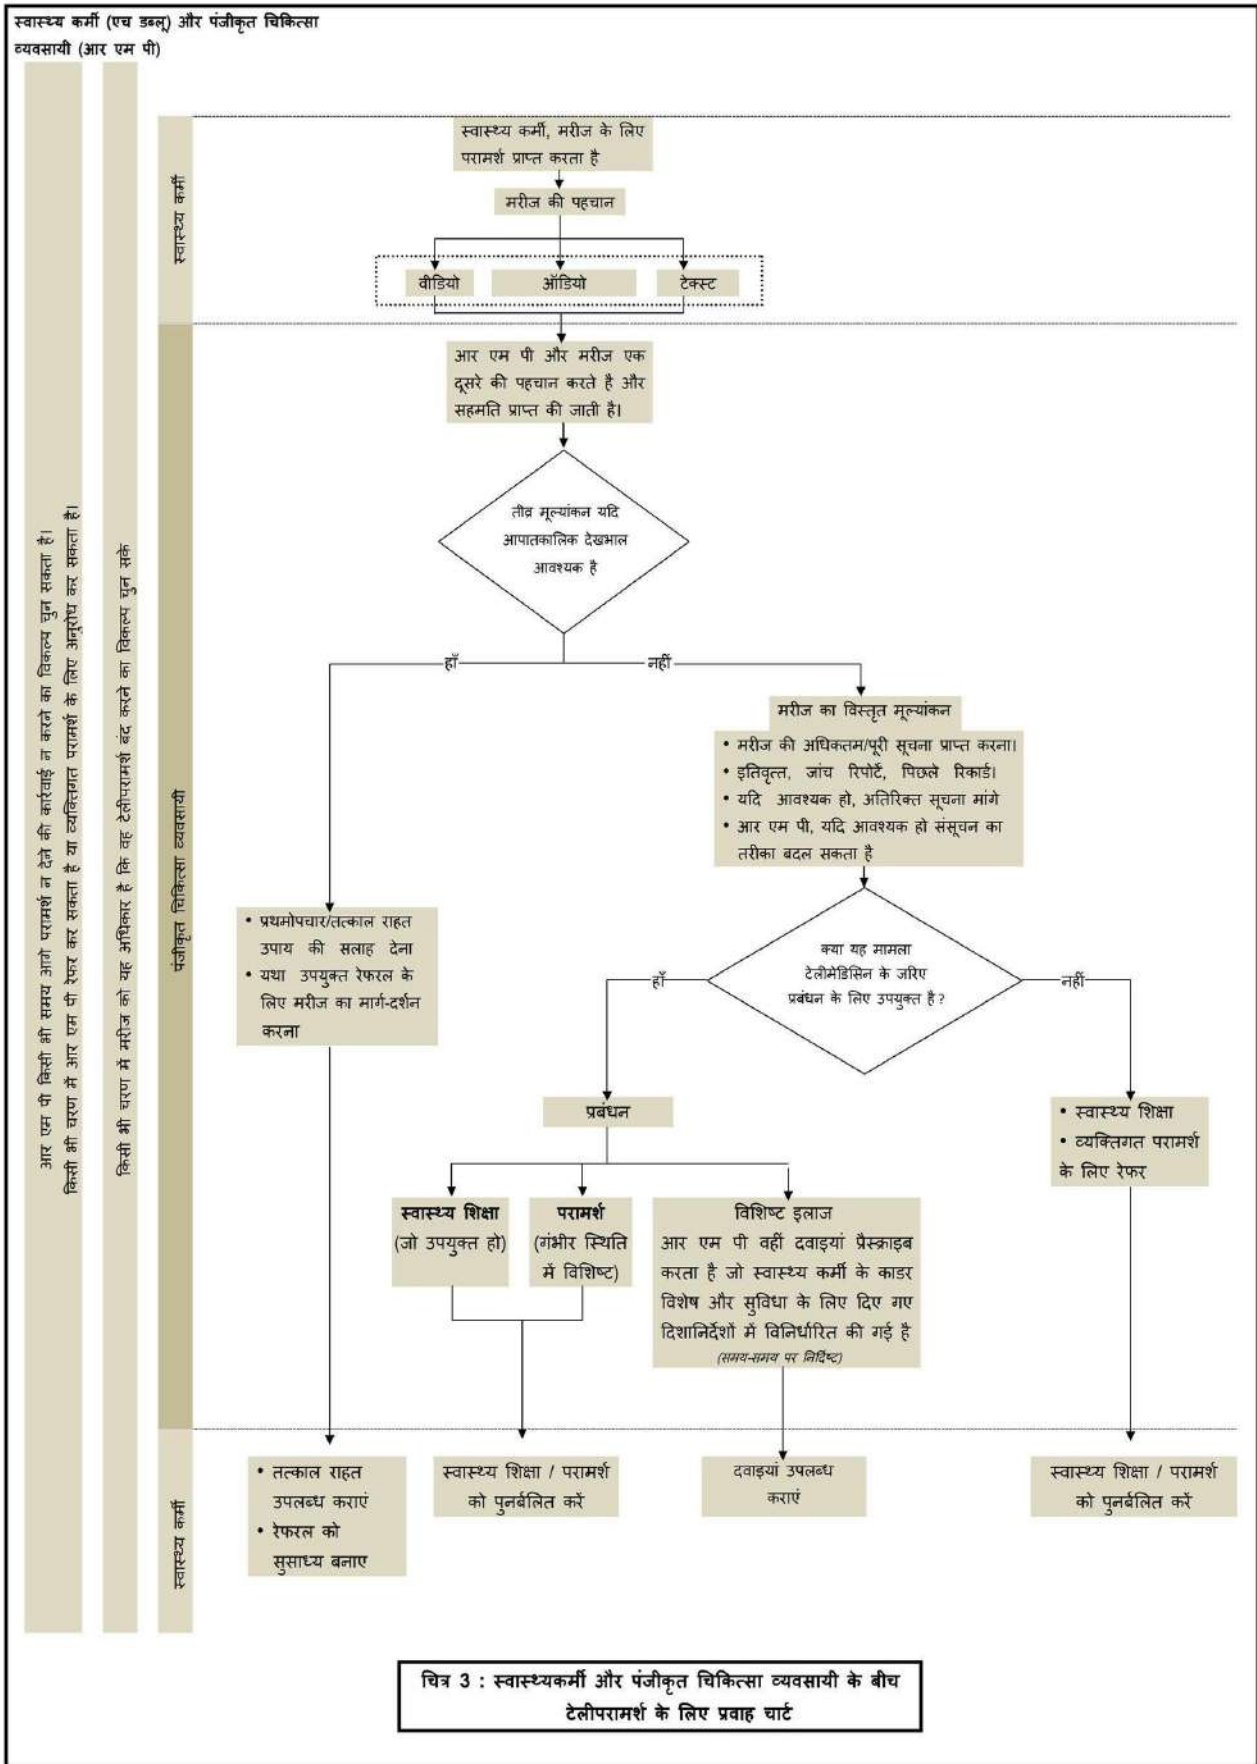 स्वास्थ्य कर्मी (एच डब्लू) और पंजीकृत चिकित्सा
व्यवसायी (आर एम पी)
आर एम पी किसी भी समय आगे परामर्श न देने की कार्रवाई न करने का विकल्प चुन सकता है।
किसी भी चरण में आर एम पी रेफर कर सकता है या व्यक्तिगत परामर्श के लिए अनुरोध कर सकता है।
किसी भी चरण में मरीज को यह अधिकार है कि वह टेलीपरामर्श बंद करने का विकल्प चुन सके
स्वास्थ्य कर्मी
स्वास्थ्य कर्मी, मरीज के लिए
परामर्श प्राप्त करता है
मरीज की पहचान
वीडियो
ऑडियो
टेक्स्ट
पंजीकृत चिकित्सा व्यवसायी
आर एम पी और मरीज एक
दूसरे की पहचान करते है और
सहमति प्राप्त की जाती है।
तीव्र मूल्यांकन यदि
आपातकालिक देखभाल
आवश्यक है
हाँ
नहीं
मरीज का विस्तृत मूल्यांकन
• मरीज की अधिकतम/पूरी सूचना प्राप्त करना।
• इतिवृत्त, जांच रिपोर्टें, पिछले रिकार्ड।
• यदि आवश्यक हो, अतिरिक्त सूचना मांगे
• आर एम पी, यदि आवश्यक हो संसूचन का
तरीका बदल सकता है
• प्रथमोपचार/तत्काल राहत
उपाय की सलाह देना
• यथा उपयुक्त रेफरल के
लिए मरीज का मार्ग-दर्शन
करना
क्या यह मामला
टेलीमेडिसिन के जरिए
प्रबंधन के लिए उपयुक्त है?
हाँ
नहीं
प्रबंधन
• स्वास्थ्य शिक्षा
• व्यक्तिगत परामर्श
के लिए रेफर
स्वास्थ्य शिक्षा
(जो उपयुक्त हो)
परामर्श
(गंभीर स्थिति
में विशिष्ट)
विशिष्ट इलाज
आर एम पी वहीं दवाइयां प्रैस्क्राइब
करता है जो स्वास्थ्य कर्मी के काडर
विशेष और सुविधा के लिए दिए गए
दिशानिर्देशों में विनिर्धारित की गई है
(समय-समय पर निर्दिष्ट)
स्वास्थ्य कर्मी
• तत्काल राहत
उपलब्ध कराएं
• रेफरल को
सुसाध्य बनाए
स्वास्थ्य शिक्षा / परामर्श
को पुनर्बलित करें
दवाइयां उपलब्ध
कराएं
स्वास्थ्य शिक्षा / परामर्श
को पुनर्बलित करें
चित्र 3 : स्वास्थ्यकर्मी और पंजीकृत चिकित्सा व्यवसायी के बीच
टेलीपरामर्श के लिए प्रवाह चार्ट